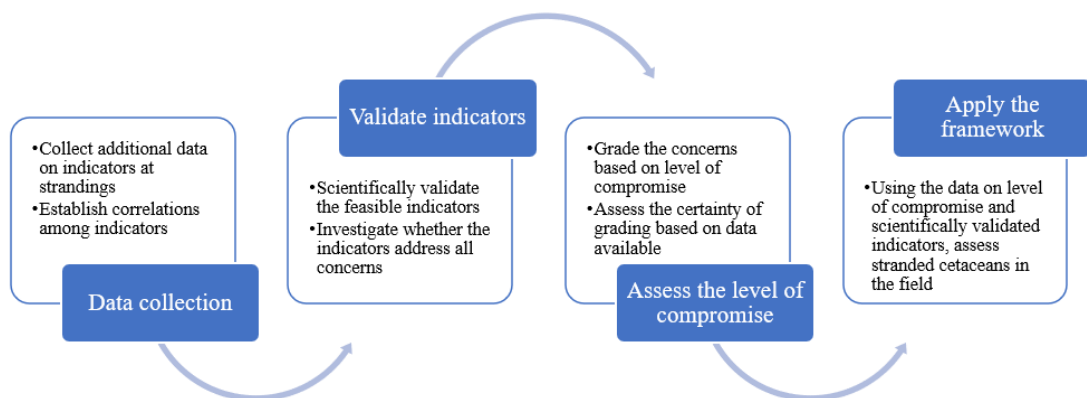 •Collect additional data
on indicators at
strandings
•Establish correlations
among indicators
Data collection
Validate indicators
•Scientifically validate
the feasible indicators
•Investigate whether the
indicators address all
concerns
•Grade the concerns
based on level of
compromise
•Assess the certainty of
grading based on data
available
Assess the level of
compromise
Apply the
framework
•Using the data on level
of compromise and
scientifically validated
indicators, assess
stranded cetaceans in
the field